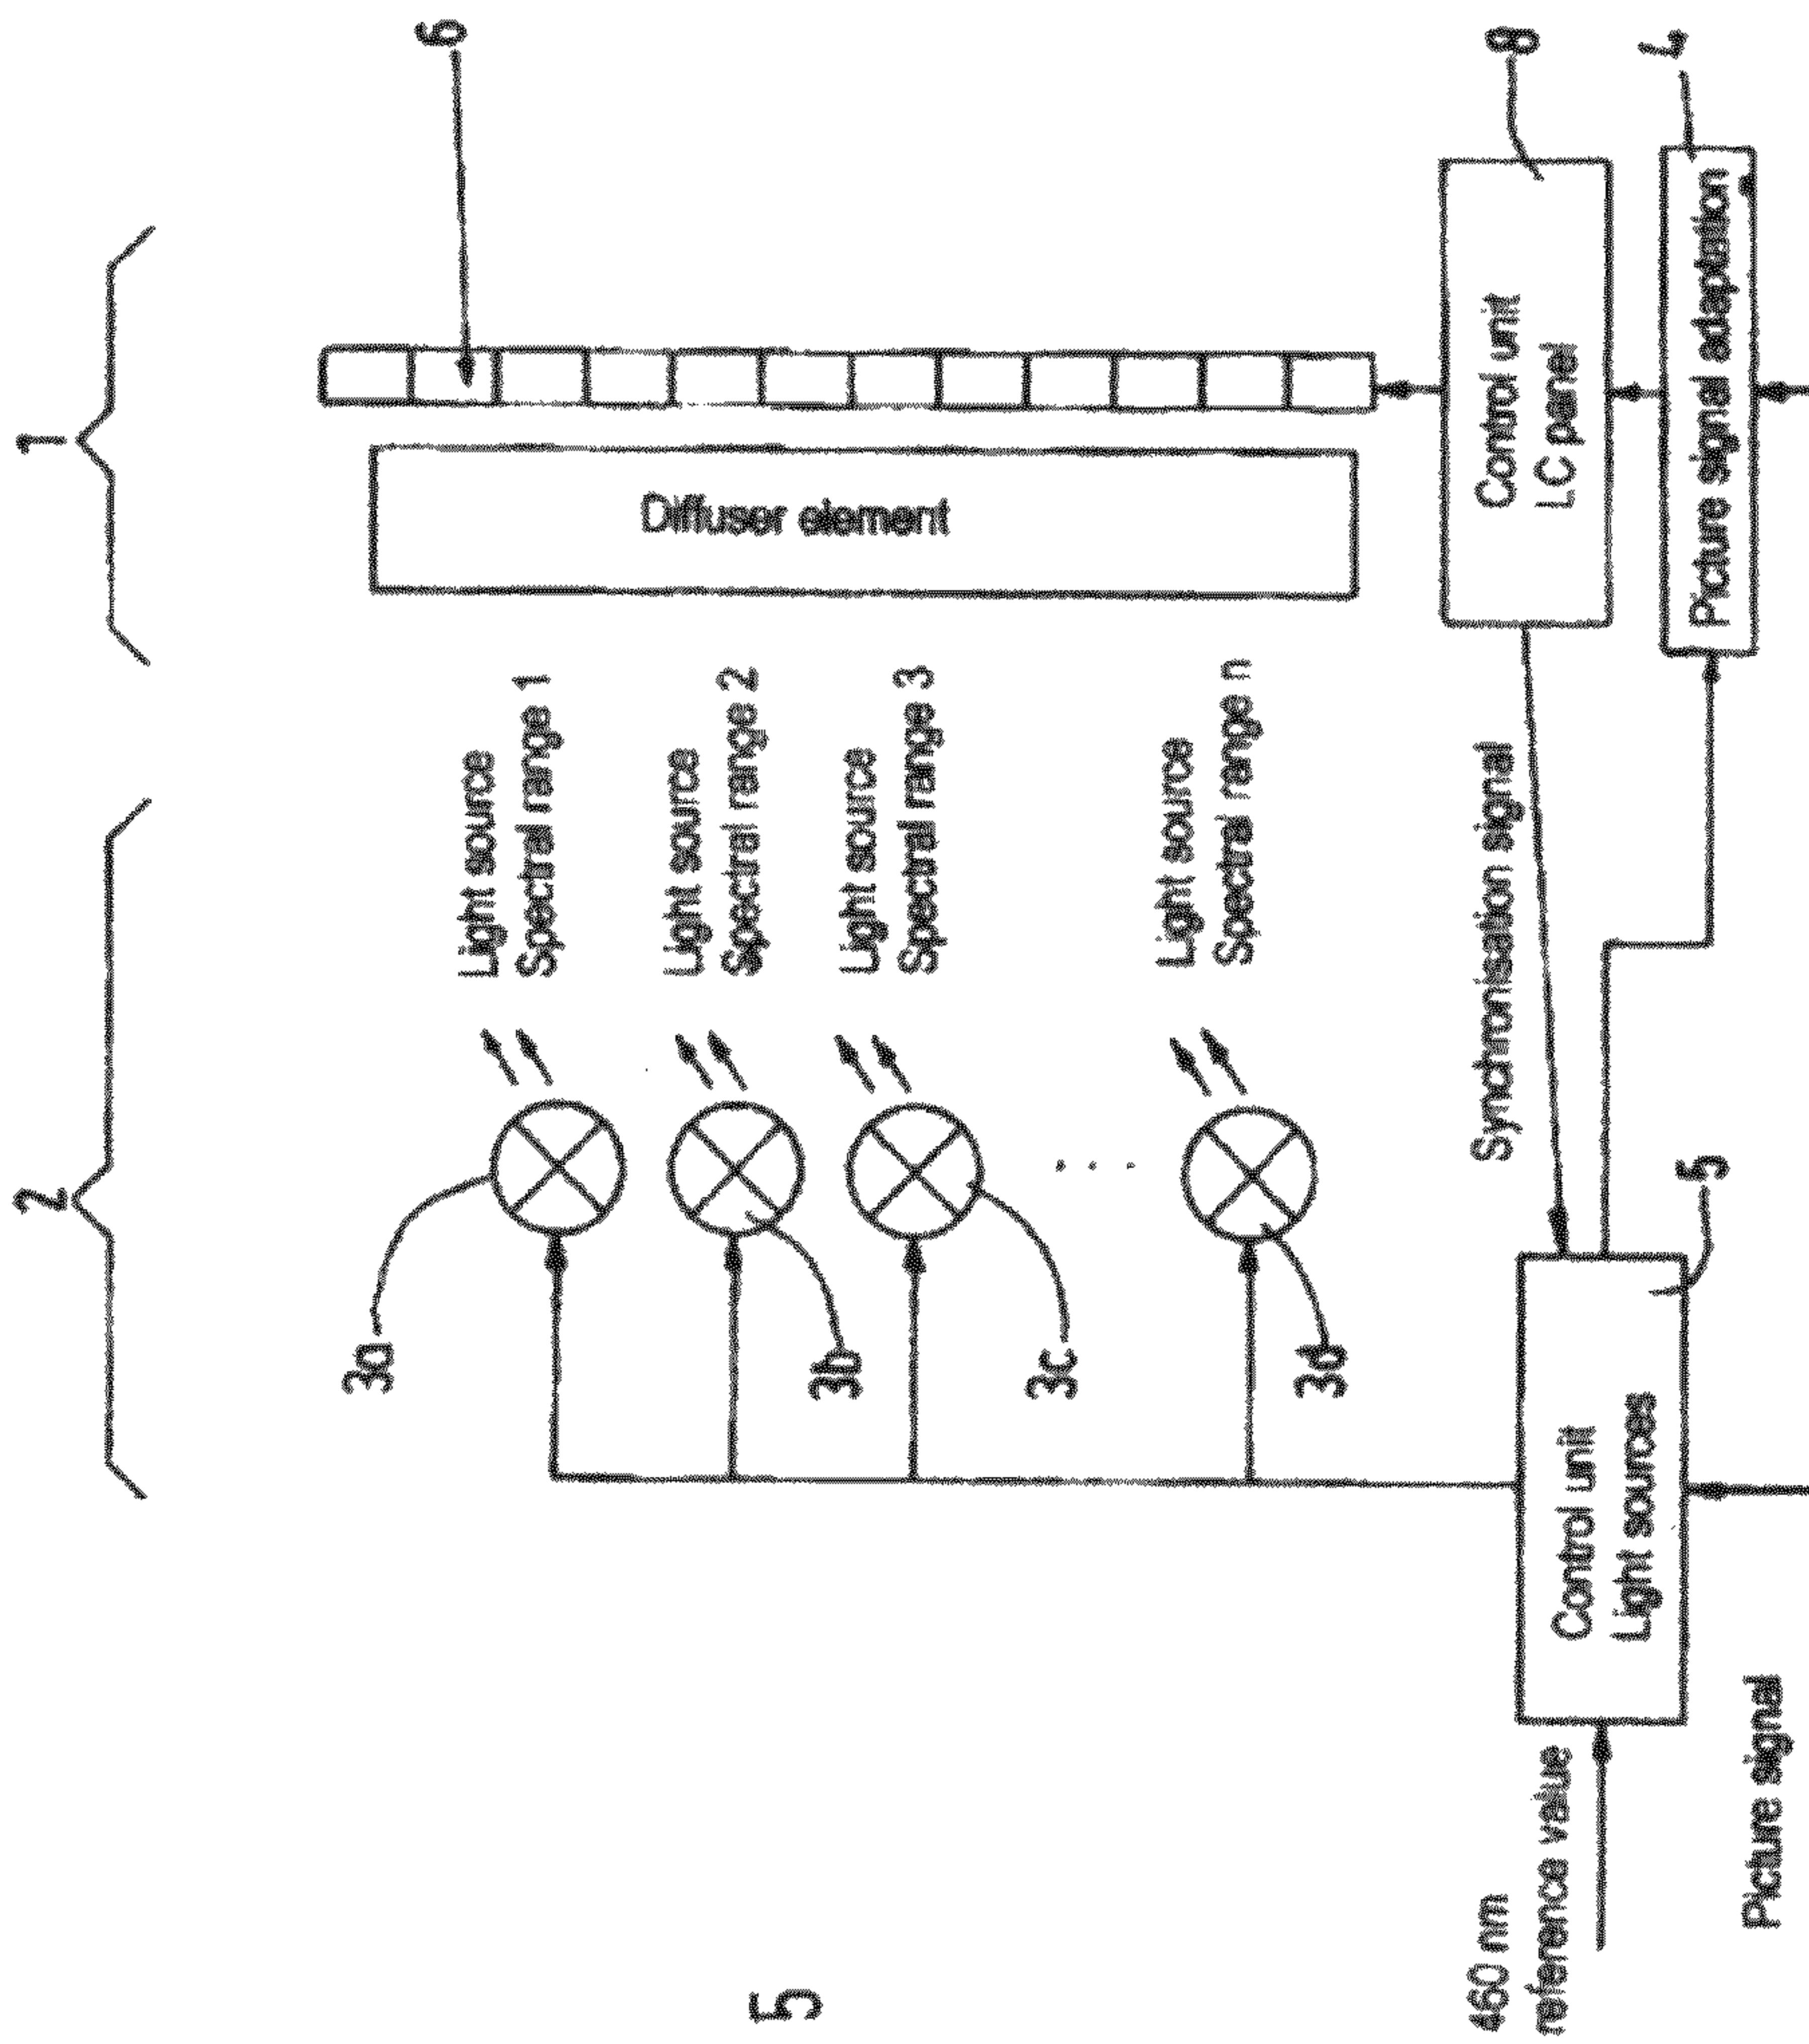 2
1
3a
Light source
Spectral range 1
6
3b
Light source
Spectral range 2
3c
Light source
Spectral range 3
3d
Light source
Spectral range n
Diffuser element
5
460 nm
reference value
Control unit
Light sources
5
Synchronisation signal
Control unit
LC panel
8
Picture signal
Picture signal adaptation
4